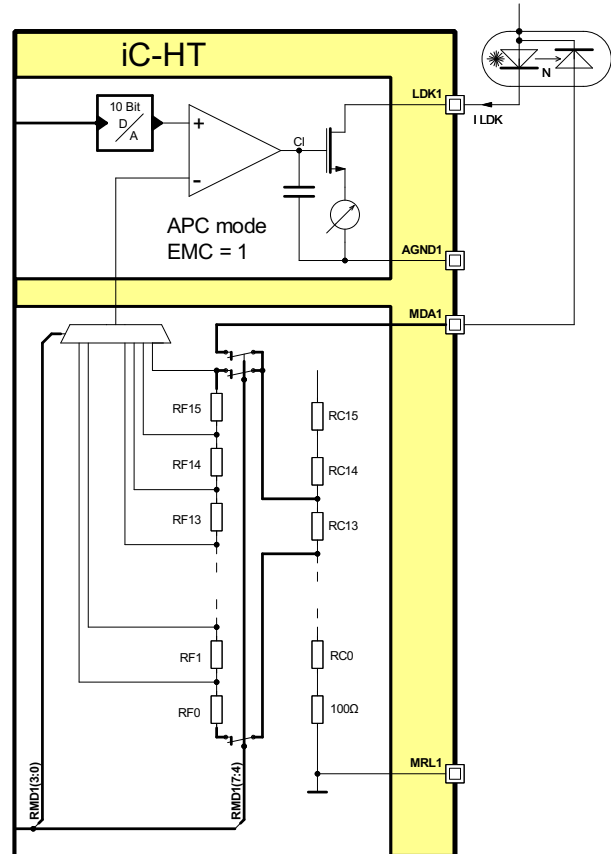 iC-HT
LDK1
N
I LDK
10 Bit
D
A
+
-
CI
APC mode
EMC = 1
AGND1
MDA1
RF15
RC15
RF14
RC14
RF13
RC13
RF1
RC0
RF0
100Ω
RMD1(3:0)
RMD1(7:4)
MRL1